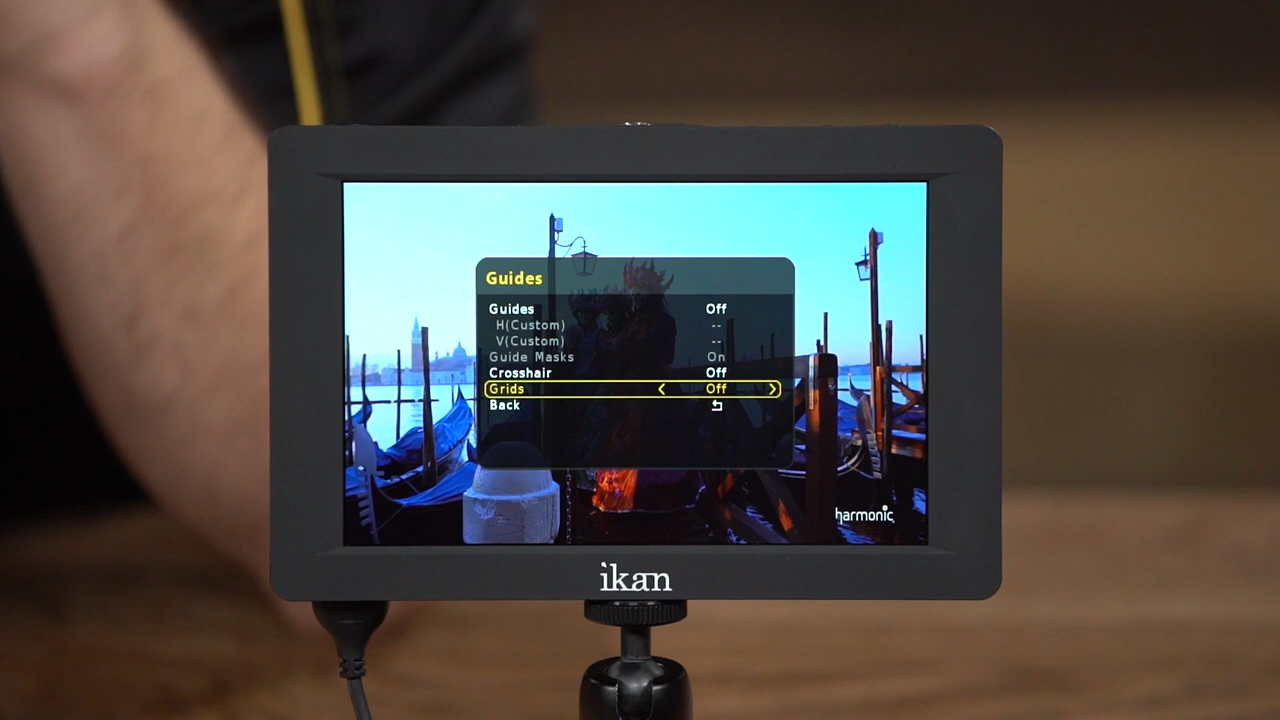 Guides
Guides Off
H(Custom) --
V(Custom) --
Guide Masks On
Crosshair Off
Grids < Off >
Back
harmonic
ikan